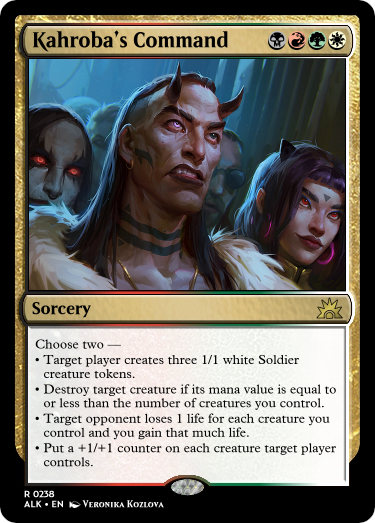 Kahroba's Command
Sorcery
Choose two —
• Target player creates three 1/1 white Soldier
creature tokens.
• Destroy target creature if its mana value is equal to
or less than the number of creatures you control.
• Target opponent loses 1 life for each creature you
control and you gain that much life.
• Put a +1/+1 counter on each creature target player
controls.
R 0238
ALK • EN Veronika Kozlova